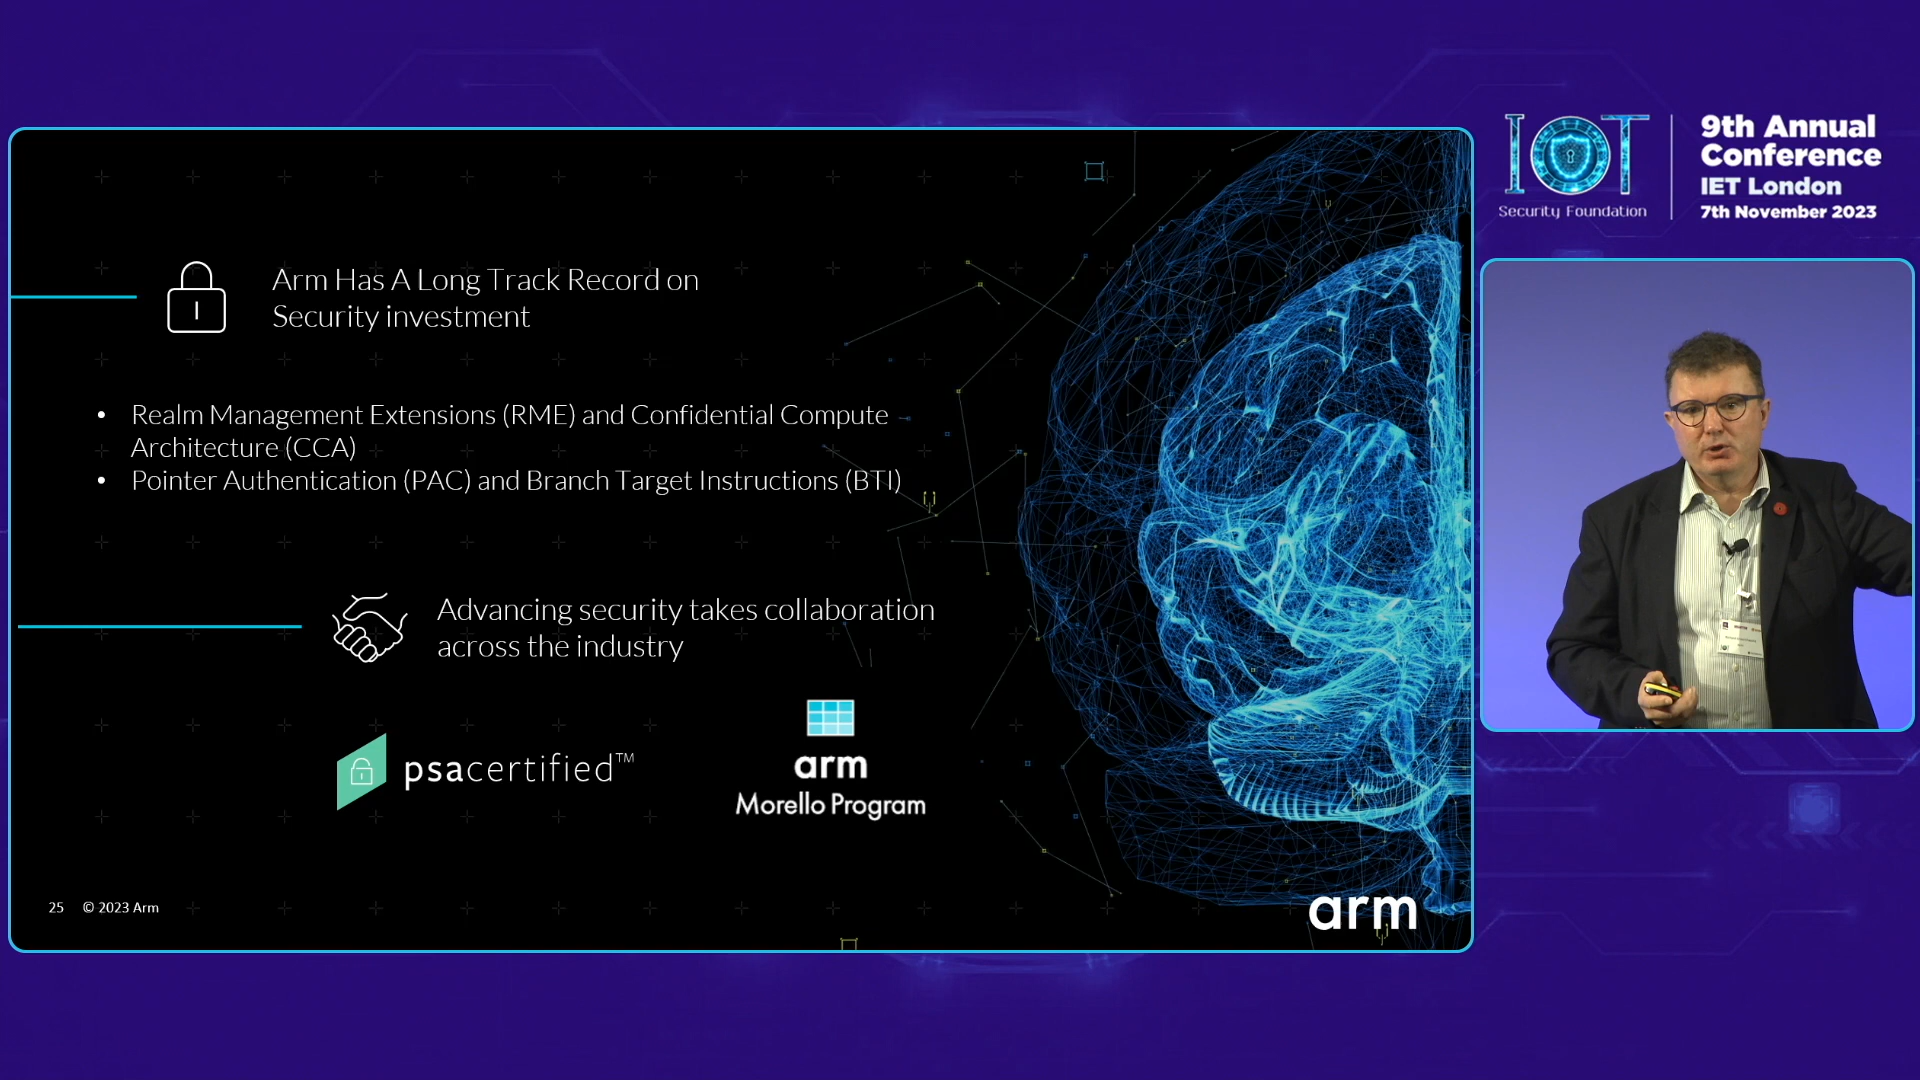 Arm Has A Long Track Record on
Security investment
• Realm Management Extensions (RME) and Confidential Compute
Architecture (CCA)
• Pointer Authentication (PAC) and Branch Target Instructions (BTI)
Advancing security takes collaboration
across the industry
psacertified™
arm
Morello Program
25 © 2023 Arm
arm
IOT
Security Foundation
9th Annual
Conference
IET London
7th November 2023